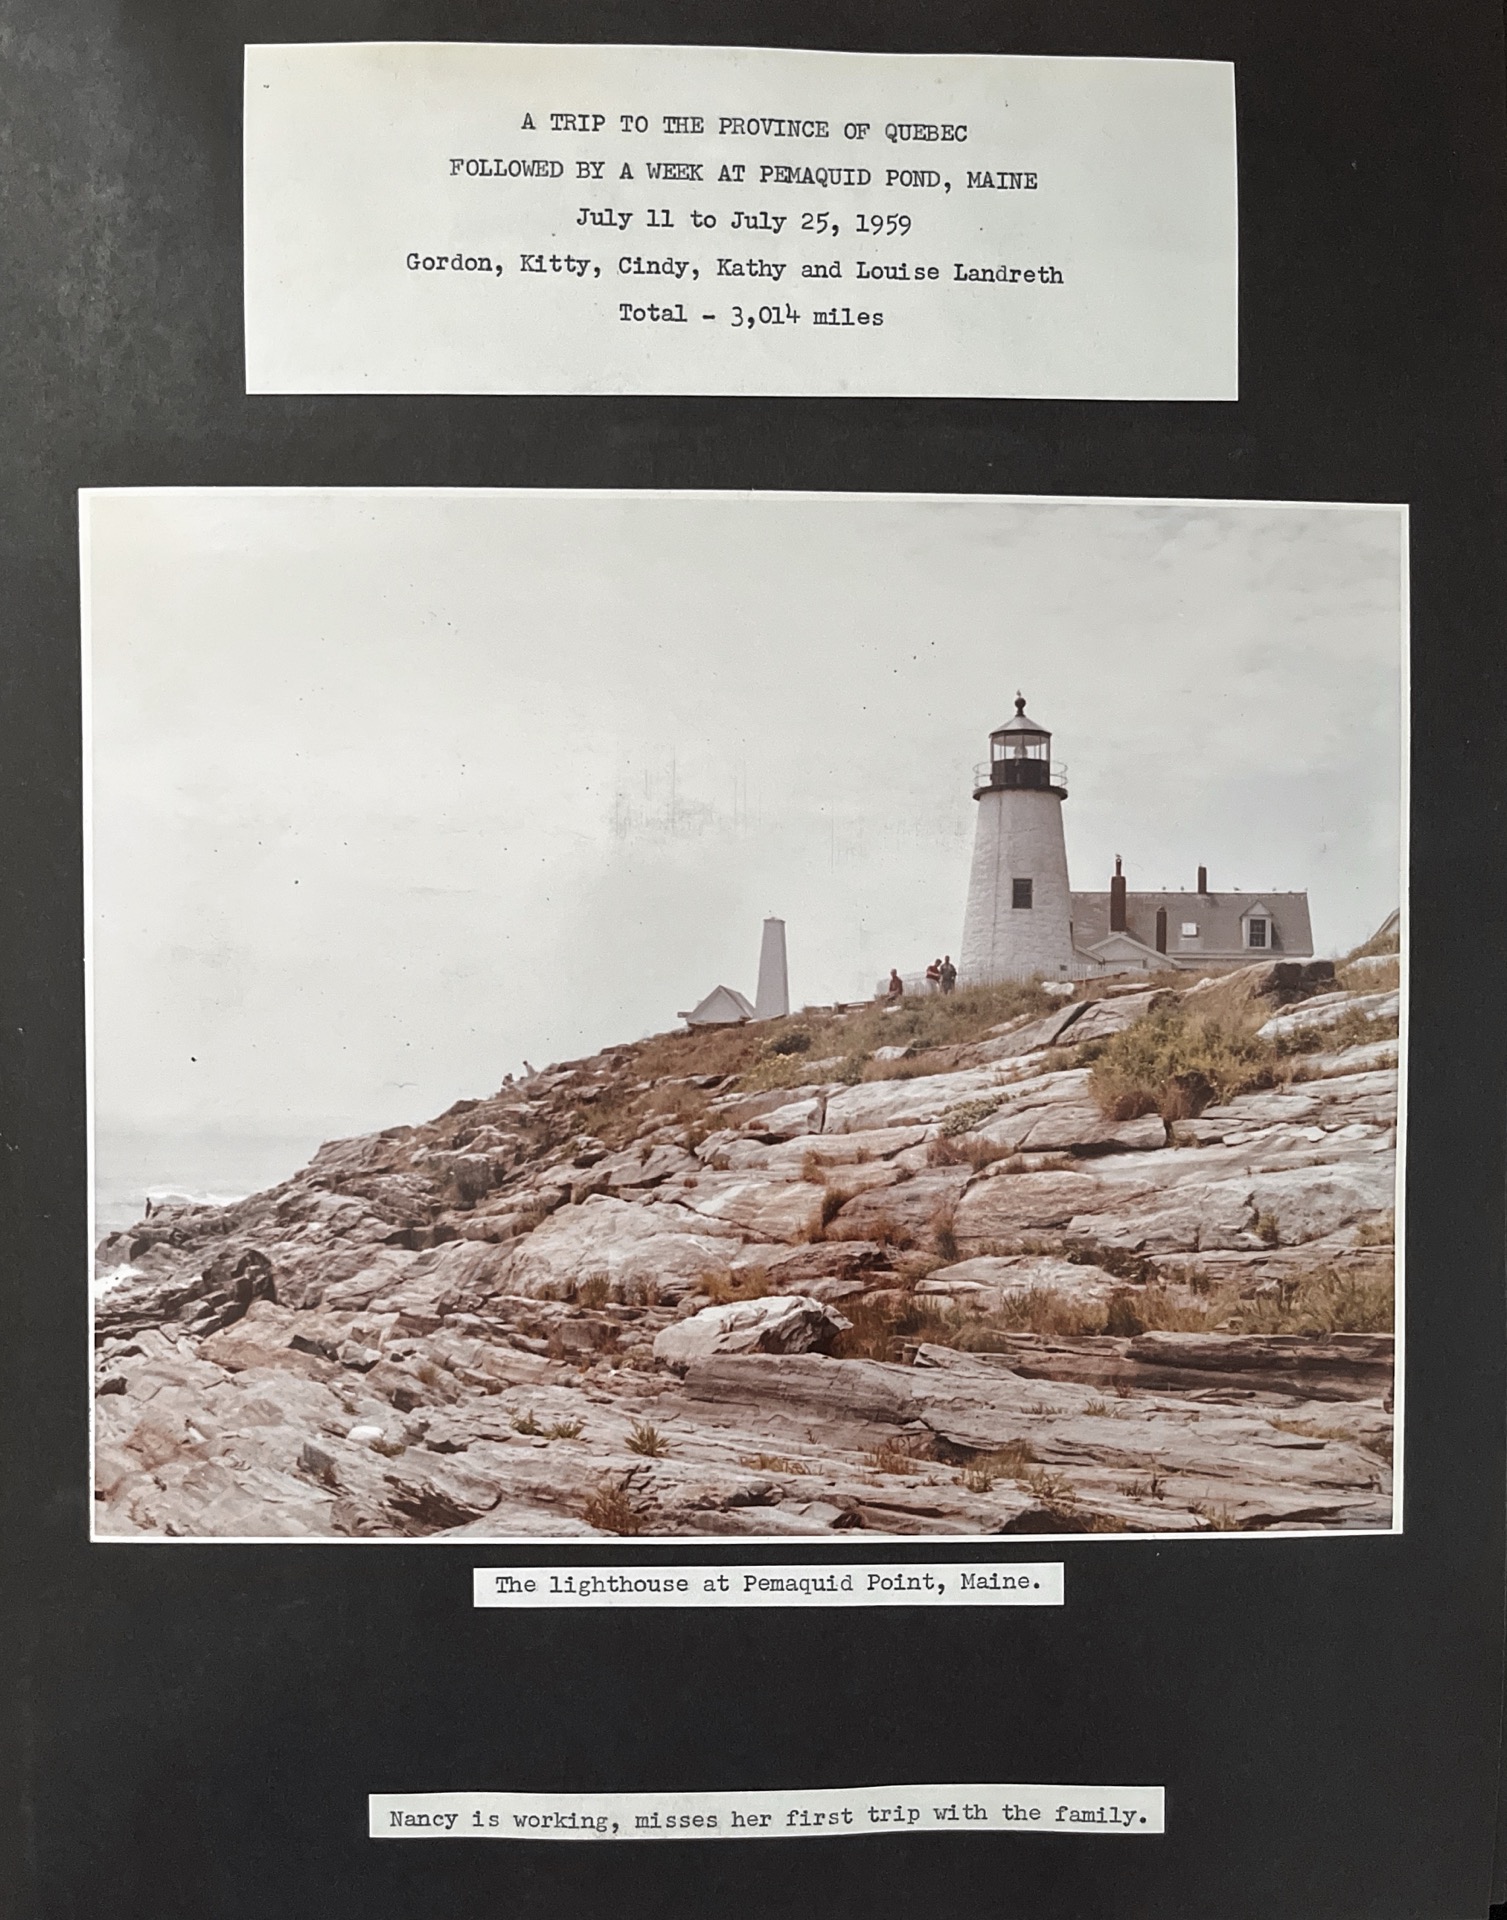 A TRIP TO THE PROVINCE OF QUEBEC
FOLLOWED BY A WEEK AT PEMAQUID POND, MAINE
July 11 to July 25, 1959
Gordon, Kitty, Cindy, Kathy and Louise Landreth
Total - 3,014 miles
The lighthouse at Pemaquid Point, Maine.
Nancy is working, misses her first trip with the family.